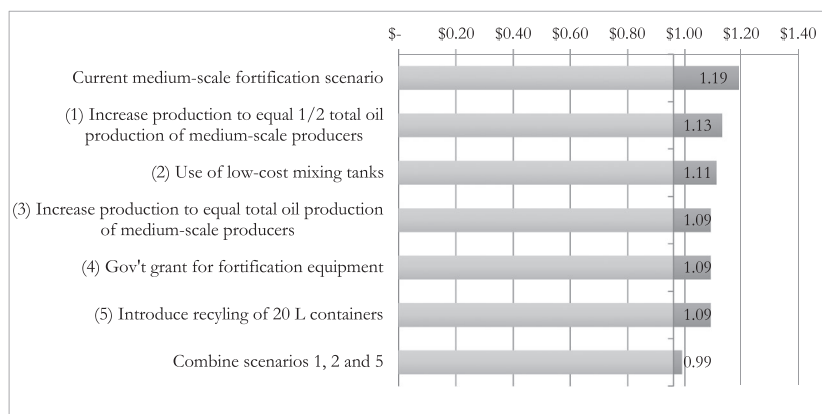 $- $0.20 $0.40 $0.60 $0.80 $1.00 $1.20 $1.40
Current medium-scale fortification scenario 1.19
(1) Increase production to equal 1/2 total oil
production of medium-scale producers 1.13
(2) Use of low-cost mixing tanks 1.11
(3) Increase production to equal total oil production
of medium-scale producers 1.09
(4) Gov't grant for fortification equipment 1.09
(5) Introduce recyling of 20 L containers 1.09
Combine scenarios 1, 2 and 5 0.99